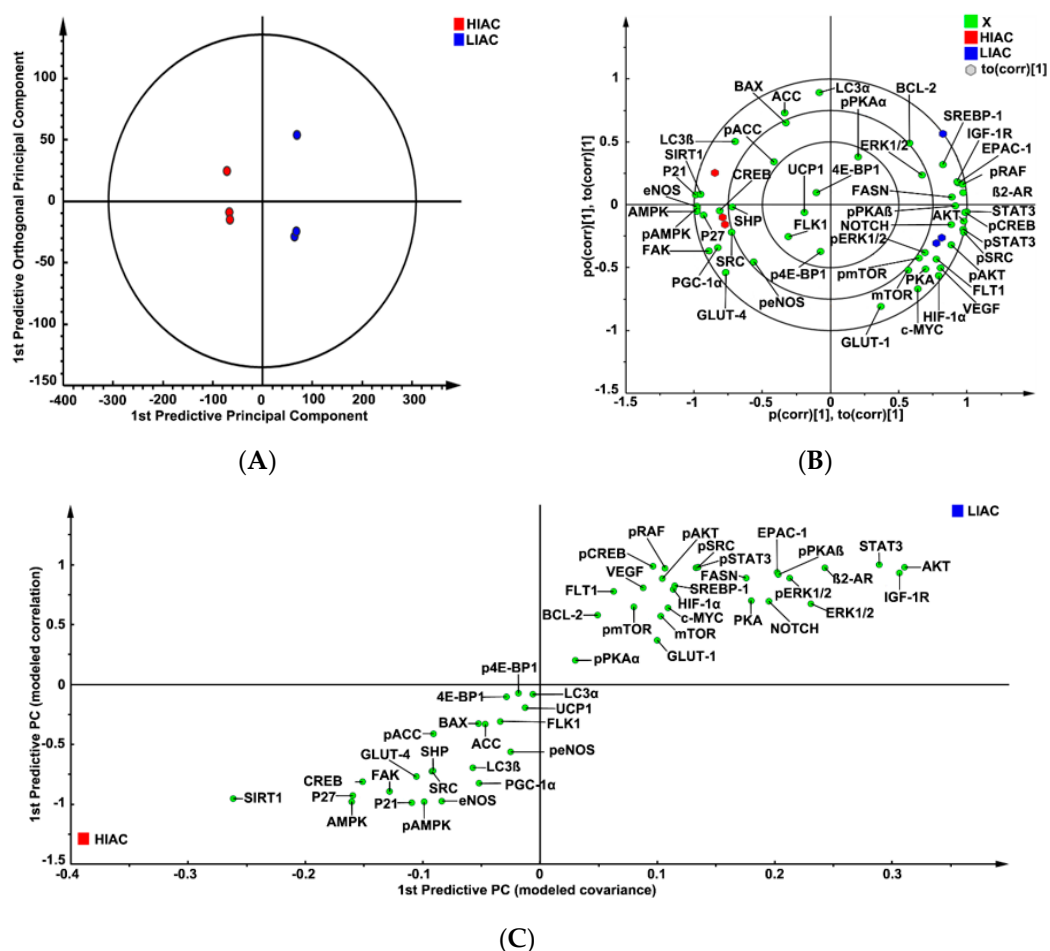 HIAC
LIAC
1st Predictive Orthogonal Principal Component
100
50
0
-50
-100
-150
-400
-300
-200
-100
0
100
200
300
400
1st Predictive Principal Component
(A)
X
HIAC
LIAC
to(corr)[1]
po(corr)[1], to(corr)[1]
1.5
1
0.5
0
-0.5
-1
-1.5
-1.5
-1
-0.5
0
0.5
1
1.5
p(corr)[1], to(corr)[1]
BAX
ACC
LC3α
pPKAα
BCL-2
SREBP-1
IGF-1R
EPAC-1
pRAF
ß2-AR
pACC
LC3ß
SIRT1
P21
eNOS
CREB
UCP1
4E-BP1
ERK1/2
FASN
AMPK
pAMPK
FAK
P27
SHP
SRC
FLK1
pPKAß
NOTCH
AKT
STAT3
pCREB
pSTAT3
pSRC
pERK1/2
pAKT
PGC-1α
GLUT-4
peNOS
p4E-BP1
pmTOR
mTOR
PKA
FLT1
VEGF
HIF-1α
c-MYC
GLUT-1
(B)
1st Predictive PC (modeled correlation)
1
0.5
0
-0.5
-1
-1.5
-0.4
-0.3
-0.2
-0.1
0
0.1
0.2
0.3
1st Predictive PC (modeled covariance)
LIAC
HIAC
pCREB
pRAF
pAKT
pSRC
pSTAT3
EPAC-1
pPKAß
STAT3
VEGF
FLT1
FASN
SREBP-1
ß2-AR
AKT
BCL-2
HIF-1α
pERK1/2
IGF-1R
pmTOR
c-MYC
mTOR
PKA
NOTCH
ERK1/2
GLUT-1
pPKAα
p4E-BP1
4E-BP1
LC3α
UCP1
BAX
ACC
FLK1
pACC
peNOS
GLUT-4
SHP
SRC
LC3ß
PGC-1α
CREB
FAK
SIRT1
P27
AMPK
P21
pAMPK
eNOS
(C)